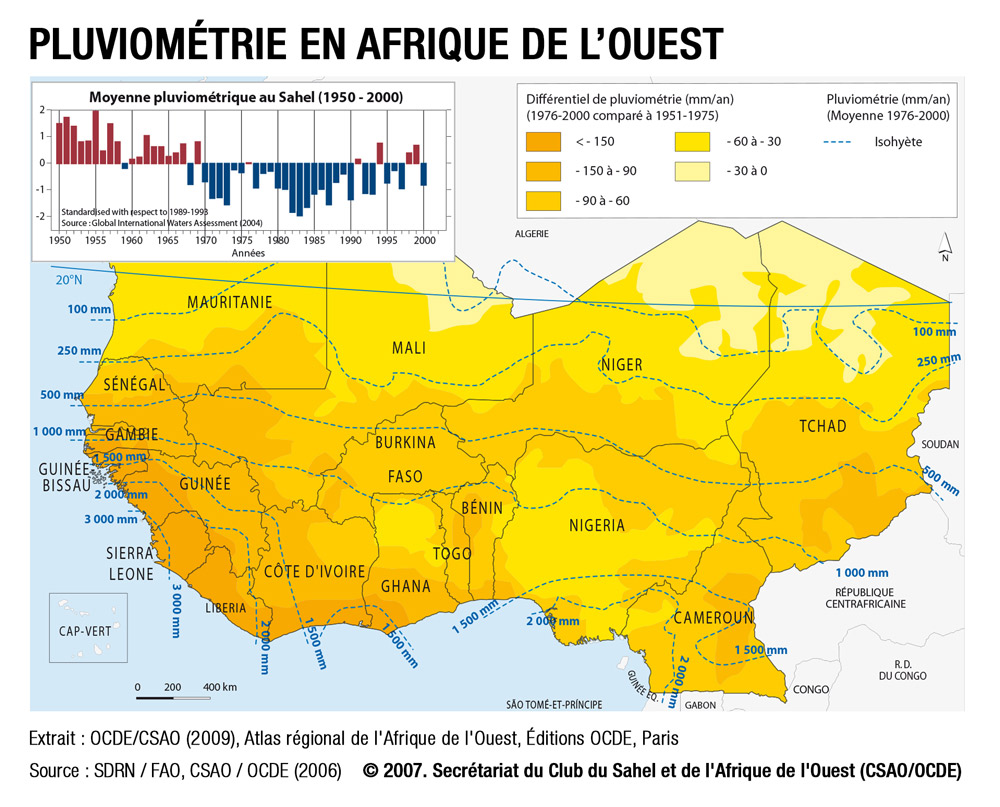 PLUVIOMÉTRIE EN AFRIQUE DE L'OUEST
Moyenne pluviométrique au Sahel (1950 - 2000)
2
1
0
-1
-2
Standardised with respect to 1989-1993
Source : Global International Waters Assessment (2004)
1950 1955 1960 1965 1970 1975 1980 1985 1990 1995 2000
Années
Différentiel de pluviométrie (mm/an)
(1976-2000 comparé à 1951-1975)
< - 150
- 150 à - 90
- 90 à - 60
- 60 à - 30
- 30 à 0
Pluviométrie (mm/an)
(Moyenne 1976-2000)
Isohyète
ALGERIE
N
20°N
MAURITANIE
100 mm
100 mm
250 mm
MALI
250 mm
NIGER
SÉNÉGAL
500 mm
TCHAD
1 000 mm
GAMBIE
BURKINA
FASO
SOUDAN
1 500 mm
GUINÉE
BISSAU
GUINÉE
500 mm
2 000 mm
BÉNIN
3 000 mm
NIGERIA
SIERRA
LEONE
CÔTE D'IVOIRE
TOGO
GHANA
1 000 mm
RÉPUBLIQUE
CENTRAFRICAINE
3 000 mm
LIBERIA
2 000 mm
1 500 mm
1 500 mm
1 500 mm
2 000 mm
CAMEROUN
CAP-VERT
1 500 mm
2 000 mm
R.D.
DU CONGO
GUINÉE ÉQ.
0 200 400 km
SÃO TOMÉ-ET-PRÍNCIPE
GABON
CONGO
Extrait : OCDE/CSAO (2009), Atlas régional de l'Afrique de l'Ouest, Éditions OCDE, Paris
Source : SDRN / FAO, CSAO / OCDE (2006) © 2007. Secrétariat du Club du Sahel et de l'Afrique de l'Ouest (CSAO/OCDE)